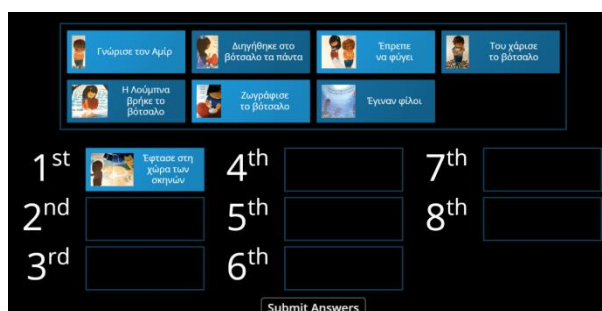 Γνώρισε τον Αμίρ
Διηγήθηκε στο
βότσαλο τα πάντα
Έπρεπε
να φύγει
Του χάρισε
το βότσαλο
Η Λούμπνα
βρήκε το
βότσαλο
Ζωγράφισε
το βότσαλο
Έγιναν φίλοι
1st
Έφτασε στη
χώρα των
σκηνών
4th
7th
2nd
5th
8th
3rd
6th
Submit Answers